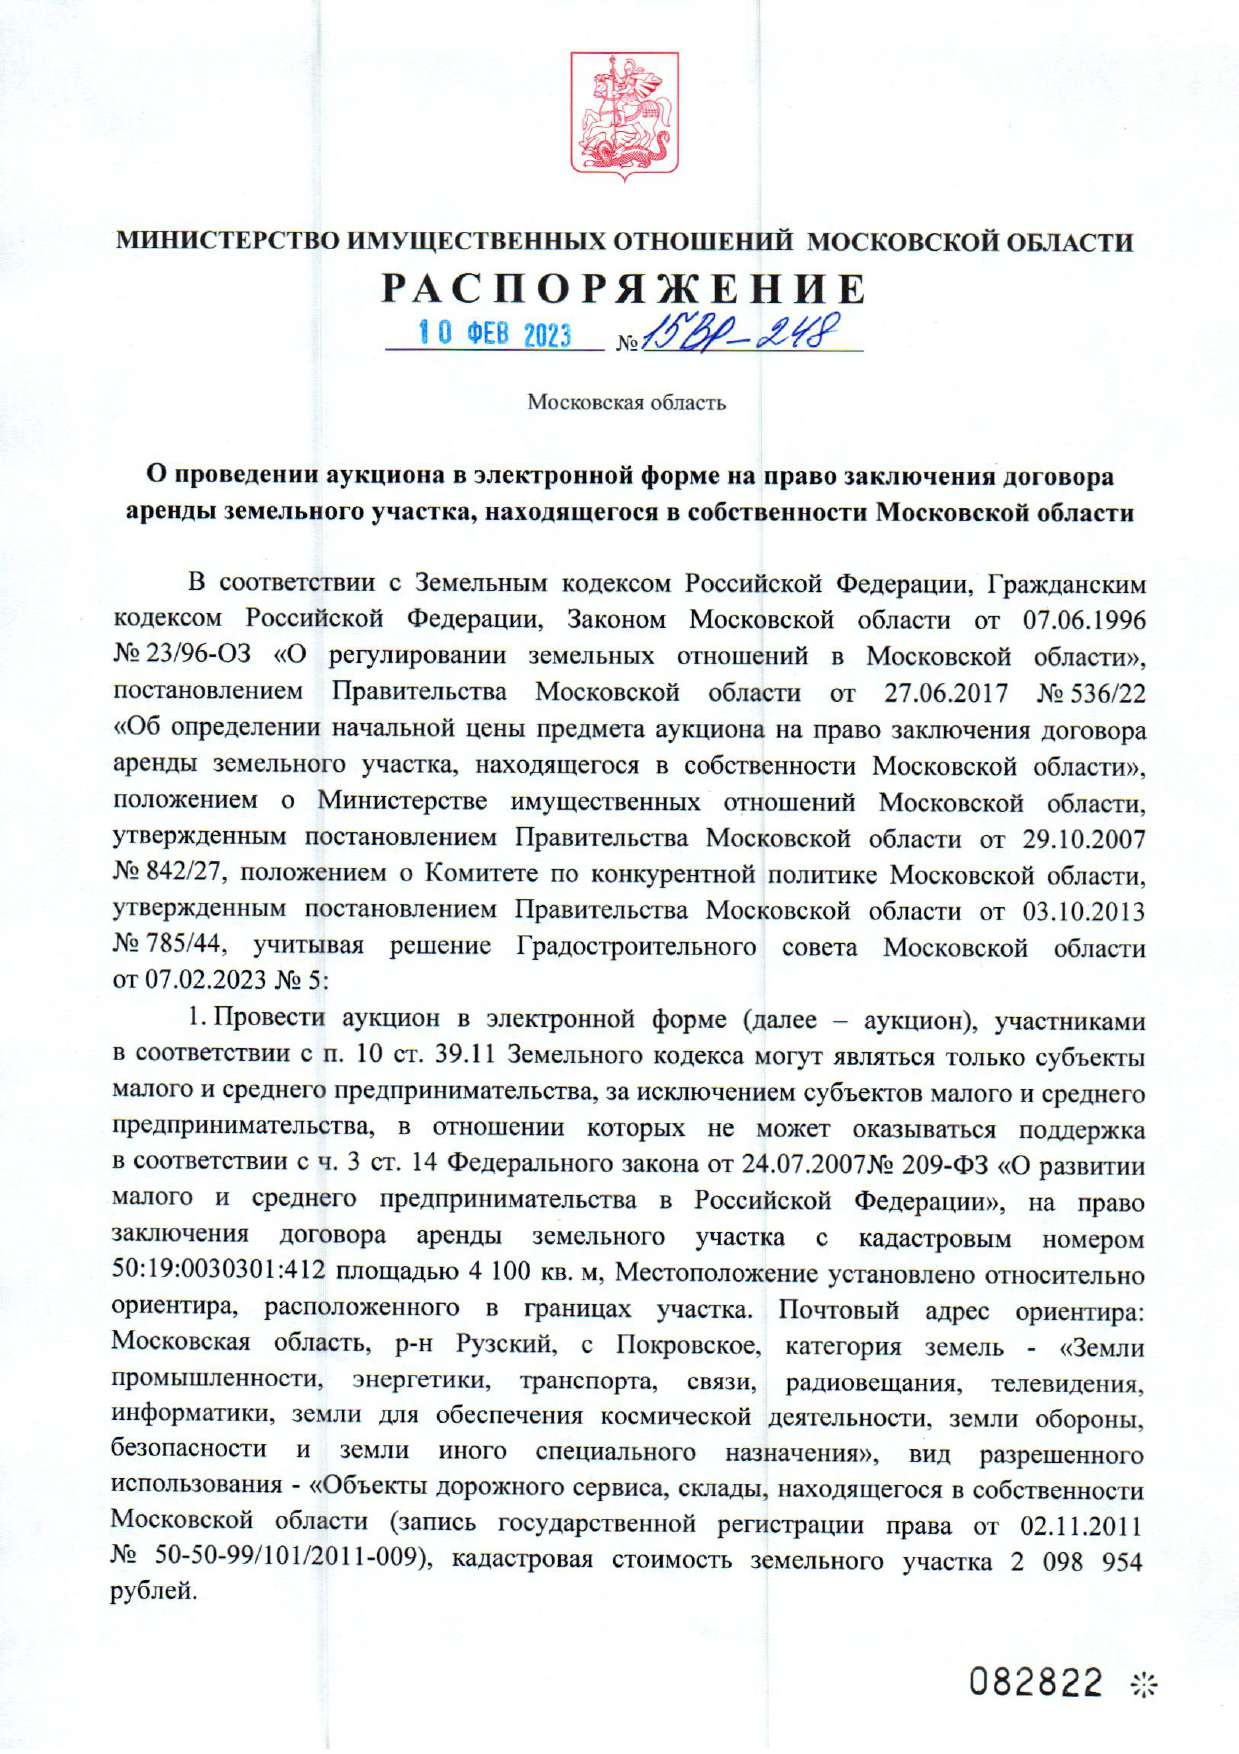 МИНИСТЕРСТВО ИМУЩЕСТВЕННЫХ ОТНОШЕНИЙ МОСКОВСКОЙ ОБЛАСТИ
РАСПОРЯЖЕНИЕ
10 ФЕВ 2023 № 15ВР-248
Московская область
О проведении аукциона в электронной форме на право заключения договора
аренды земельного участка, находящегося в собственности Московской области
В соответствии с Земельным кодексом Российской Федерации, Гражданским
кодексом Российской Федерации, Законом Московской области от 07.06.1996
№ 23/96-ОЗ «О регулировании земельных отношений в Московской области»,
постановлением Правительства Московской области от 27.06.2017 № 536/22
«Об определении начальной цены предмета аукциона на право заключения договора
аренды земельного участка, находящегося в собственности Московской области»,
положением о Министерстве имущественных отношений Московской области,
утвержденным постановлением Правительства Московской области от 29.10.2007
№ 842/27, положением о Комитете по конкурентной политике Московской области,
утвержденным постановлением Правительства Московской области от 03.10.2013
№ 785/44, учитывая решение Градостроительного совета Московской области
от 07.02.2023 № 5:
1. Провести аукцион в электронной форме (далее – аукцион), участниками
в соответствии с п. 10 ст. 39.11 Земельного кодекса могут являться только субъекты
малого и среднего предпринимательства, за исключением субъектов малого и среднего
предпринимательства, в отношении которых не может оказываться поддержка
в соответствии с ч. 3 ст. 14 Федерального закона от 24.07.2007№ 209-ФЗ «О развитии
малого и среднего предпринимательства в Российской Федерации», на право
заключения договора аренды земельного участка с кадастровым номером
50:19:0030301:412 площадью 4 100 кв. м, Местоположение установлено относительно
ориентира, расположенного в границах участка. Почтовый адрес ориентира:
Московская область, р-н Рузский, с Покровское, категория земель - «Земли
промышленности, энергетики, транспорта, связи, радиовещания, телевидения,
информатики, земли для обеспечения космической деятельности, земли обороны,
безопасности и земли иного специального назначения», вид разрешенного
использования - «Объекты дорожного сервиса, склады, находящегося в собственности
Московской области (запись государственной регистрации права от 02.11.2011
№ 50-50-99/101/2011-009), кадастровая стоимость земельного участка 2 098 954
рублей.
082822